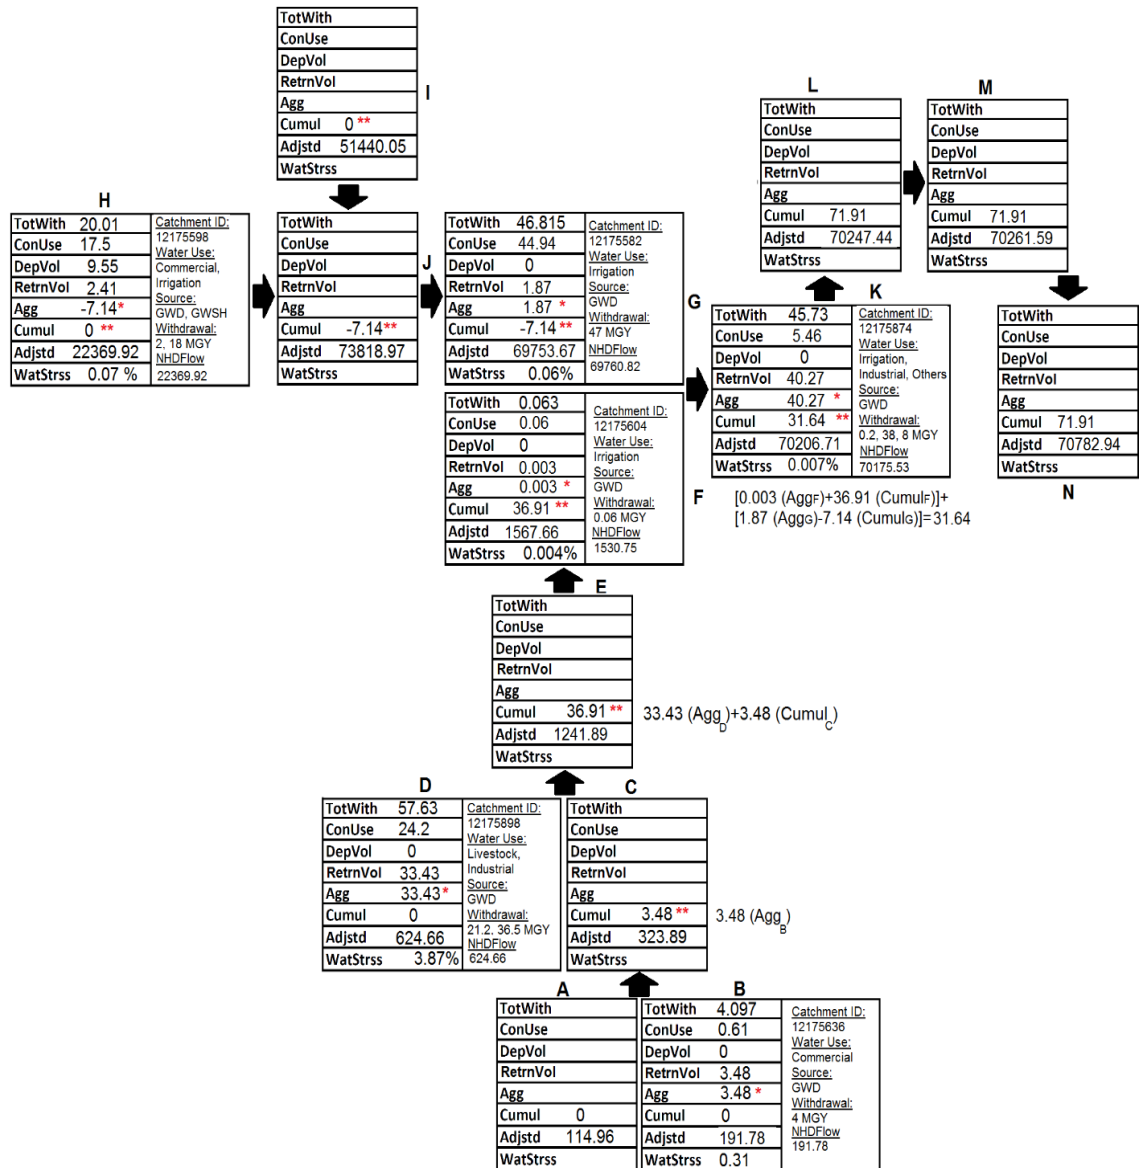 TotWith
ConUse
DepVol
RetrnVol
Agg
Cumul 0 **
Adjstd 51440.05
WatStrss
I
L
TotWith
ConUse
DepVol
RetrnVol
Agg
Cumul 71.91
Adjstd 70247.44
WatStrss
M
TotWith
ConUse
DepVol
RetrnVol
Agg
Cumul 71.91
Adjstd 70261.59
WatStrss
H
TotWith 20.01
ConUse 17.5
DepVol 9.55
RetrnVol 2.41
Agg -7.14*
Cumul 0 **
Adjstd 22369.92
WatStrss 0.07 %
Catchment ID:
12175598
Water Use:
Commercial,
Irrigation
Source:
GWD, GWSH
Withdrawal:
2, 18 MGY
NHDFlow
22369.92
TotWith
ConUse
DepVol
RetrnVol
Agg
Cumul -7.14**
Adjstd 73818.97
WatStrss
J
TotWith 46.815
ConUse 44.94
DepVol 0
RetrnVol 1.87
Agg 1.87 *
Cumul -7.14 **
Adjstd 69753.67
WatStrss 0.06%
Catchment ID:
12175582
Water Use:
Irrigation
Source:
GWD
Withdrawal:
47 MGY
NHDFlow
69760.82
G
K
TotWith 45.73
ConUse 5.46
DepVol 0
RetrnVol 40.27
Agg 40.27 *
Cumul 31.64 **
Adjstd 70206.71
WatStrss 0.007%
Catchment ID:
12175874
Water Use:
Irrigation,
Industrial, Others
Source:
GWD
Withdrawal:
0.2, 38, 8 MGY
NHDFlow
70175.53
TotWith
ConUse
DepVol
RetrnVol
Agg
Cumul 71.91
Adjstd 70782.94
WatStrss
N
TotWith 0.063
ConUse 0.06
DepVol 0
RetrnVol 0.003
Agg 0.003 *
Cumul 36.91 **
Adjstd 1567.66
WatStrss 0.004%
Catchment ID:
12175604
Water Use:
Irrigation
Source:
GWD
Withdrawal:
0.06 MGY
NHDFlow
1530.75
F
[0.003 (AggF)+36.91 (CumulF)]+
[1.87 (AggG)-7.14 (CumulG)]=31.64
E
TotWith
ConUse
DepVol
RetrnVol
Agg
Cumul 36.91 **
Adjstd 1241.89
WatStrss
33.43 (AggD)+3.48 (CumulC)
D
TotWith 57.63
ConUse 24.2
DepVol 0
RetrnVol 33.43
Agg 33.43*
Cumul 0
Adjstd 624.66
WatStrss 3.87%
Catchment ID:
12175898
Water Use:
Livestock,
Industrial
Source:
GWD
Withdrawal:
21.2, 36.5 MGY
NHDFlow
624.66
C
TotWith
ConUse
DepVol
RetrnVol
Agg
Cumul 3.48 **
Adjstd 323.89
WatStrss
3.48 (AggB)
A
TotWith
ConUse
DepVol
RetrnVol
Agg
Cumul 0
Adjstd 114.96
WatStrss
B
TotWith 4.097
ConUse 0.61
DepVol 0
RetrnVol 3.48
Agg 3.48 *
Cumul 0
Adjstd 191.78
WatStrss 0.31
Catchment ID:
12175636
Water Use:
Commercial
Source:
GWD
Withdrawal:
4 MGY
NHDFlow
191.78